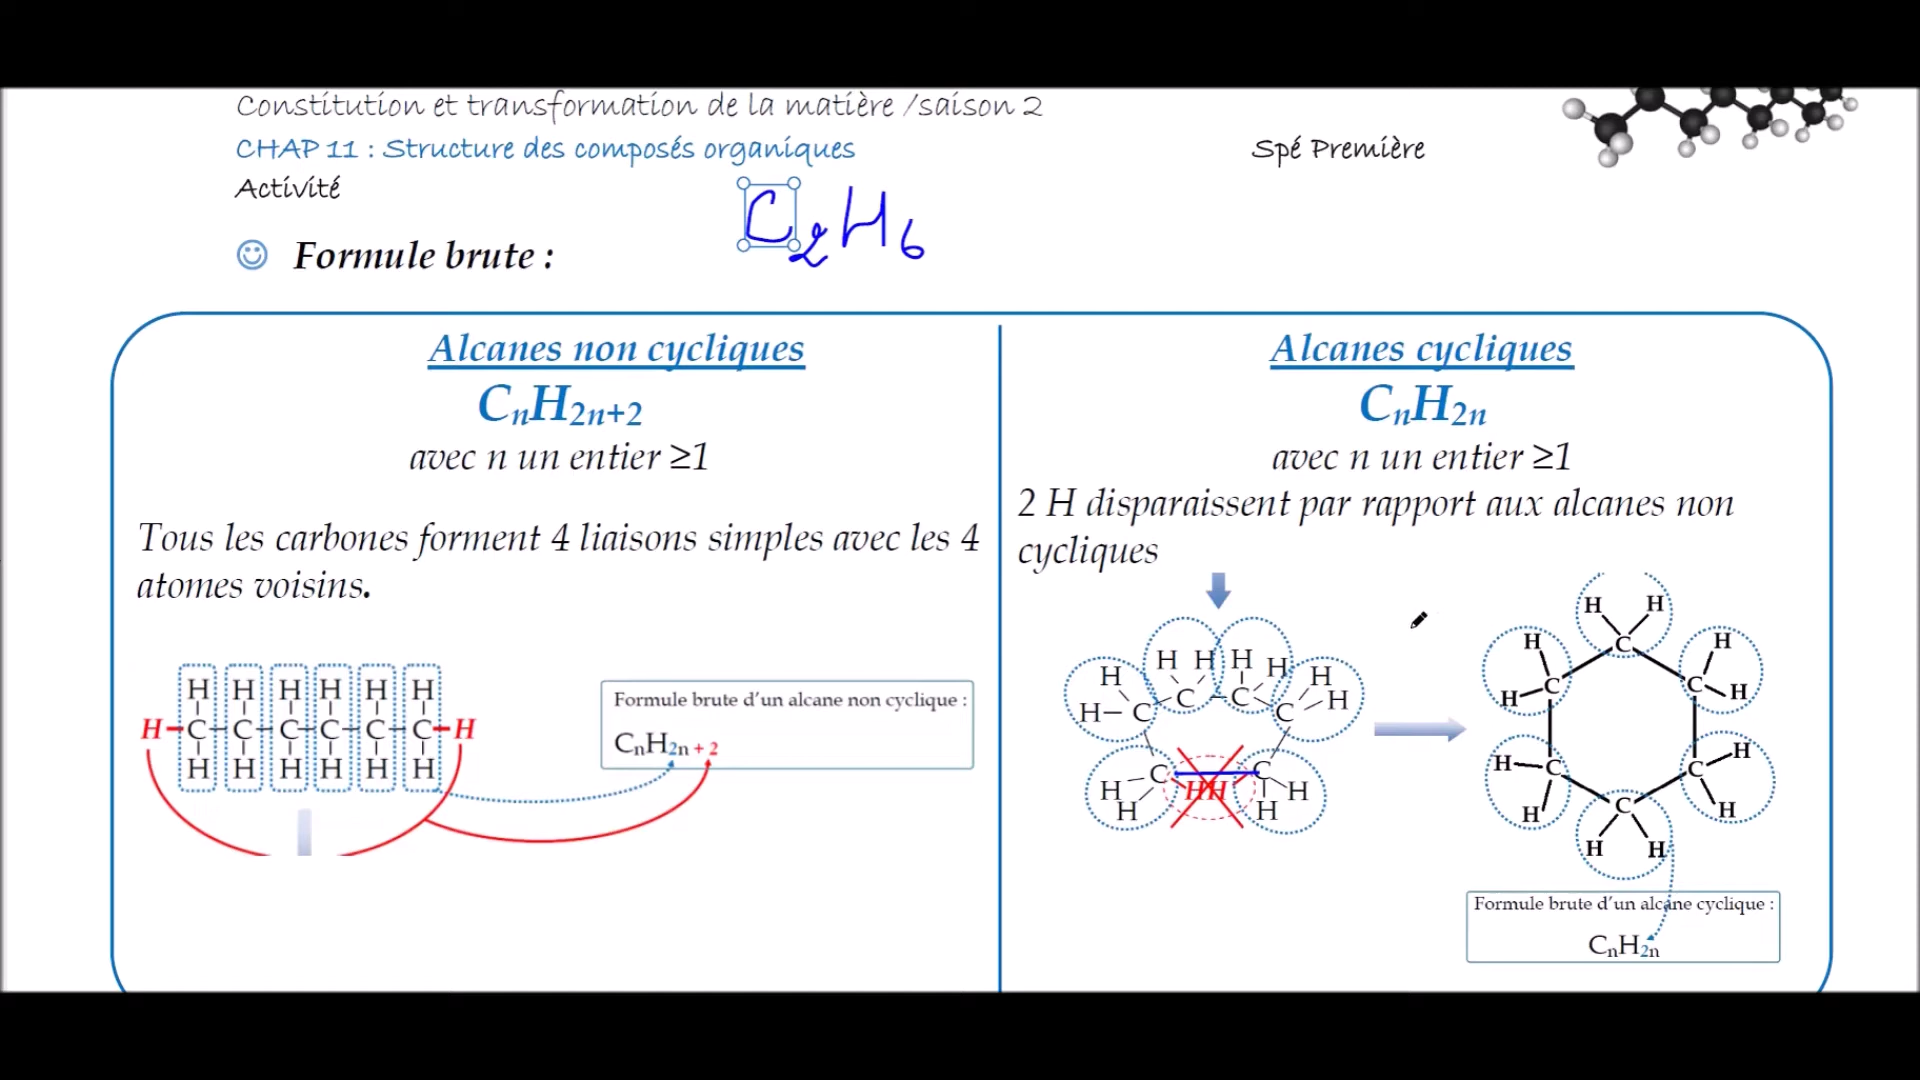 Constitution et transformation de la matière /saison 2
CHAP 11 : Structure des composés organiques
Spé Première
Activité
C2H6
Formule brute :
Alcanes non cycliques
CnH2n+2
avec n un entier ≥1
Tous les carbones forment 4 liaisons simples avec les 4
atomes voisins.
H H H H H H
H C C C C C C H
H H H H H H
Formule brute d'un alcane non cyclique :
CnH2n + 2
Alcanes cycliques
CnH2n
avec n un entier ≥1
2 H disparaissent par rapport aux alcanes non
cycliques
H H H H
H H H
H C C C C H
C C
H HH H
H H
H H
H H
C
H C C H
H C C H
H H
C
H H
Formule brute d'un alcane cyclique :
CnH2n